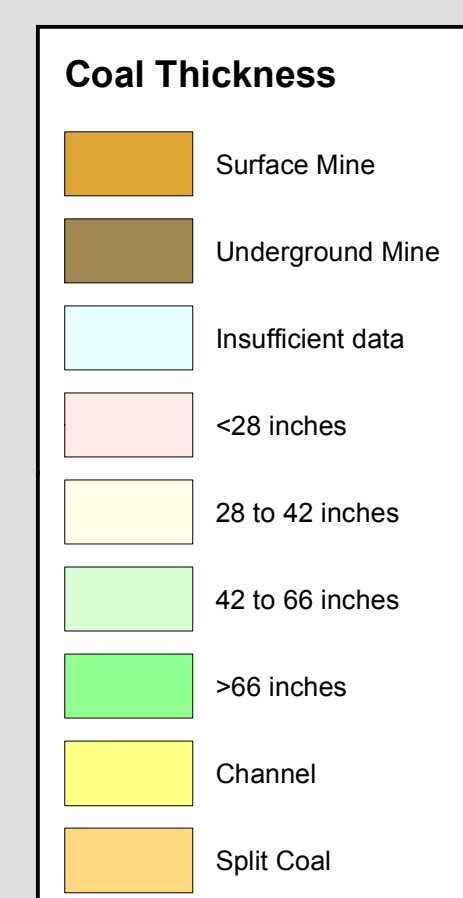 Coal Thickness
Surface Mine
Underground Mine
Insufficient data
<28 inches
28 to 42 inches
42 to 66 inches
>66 inches
Channel
Split Coal